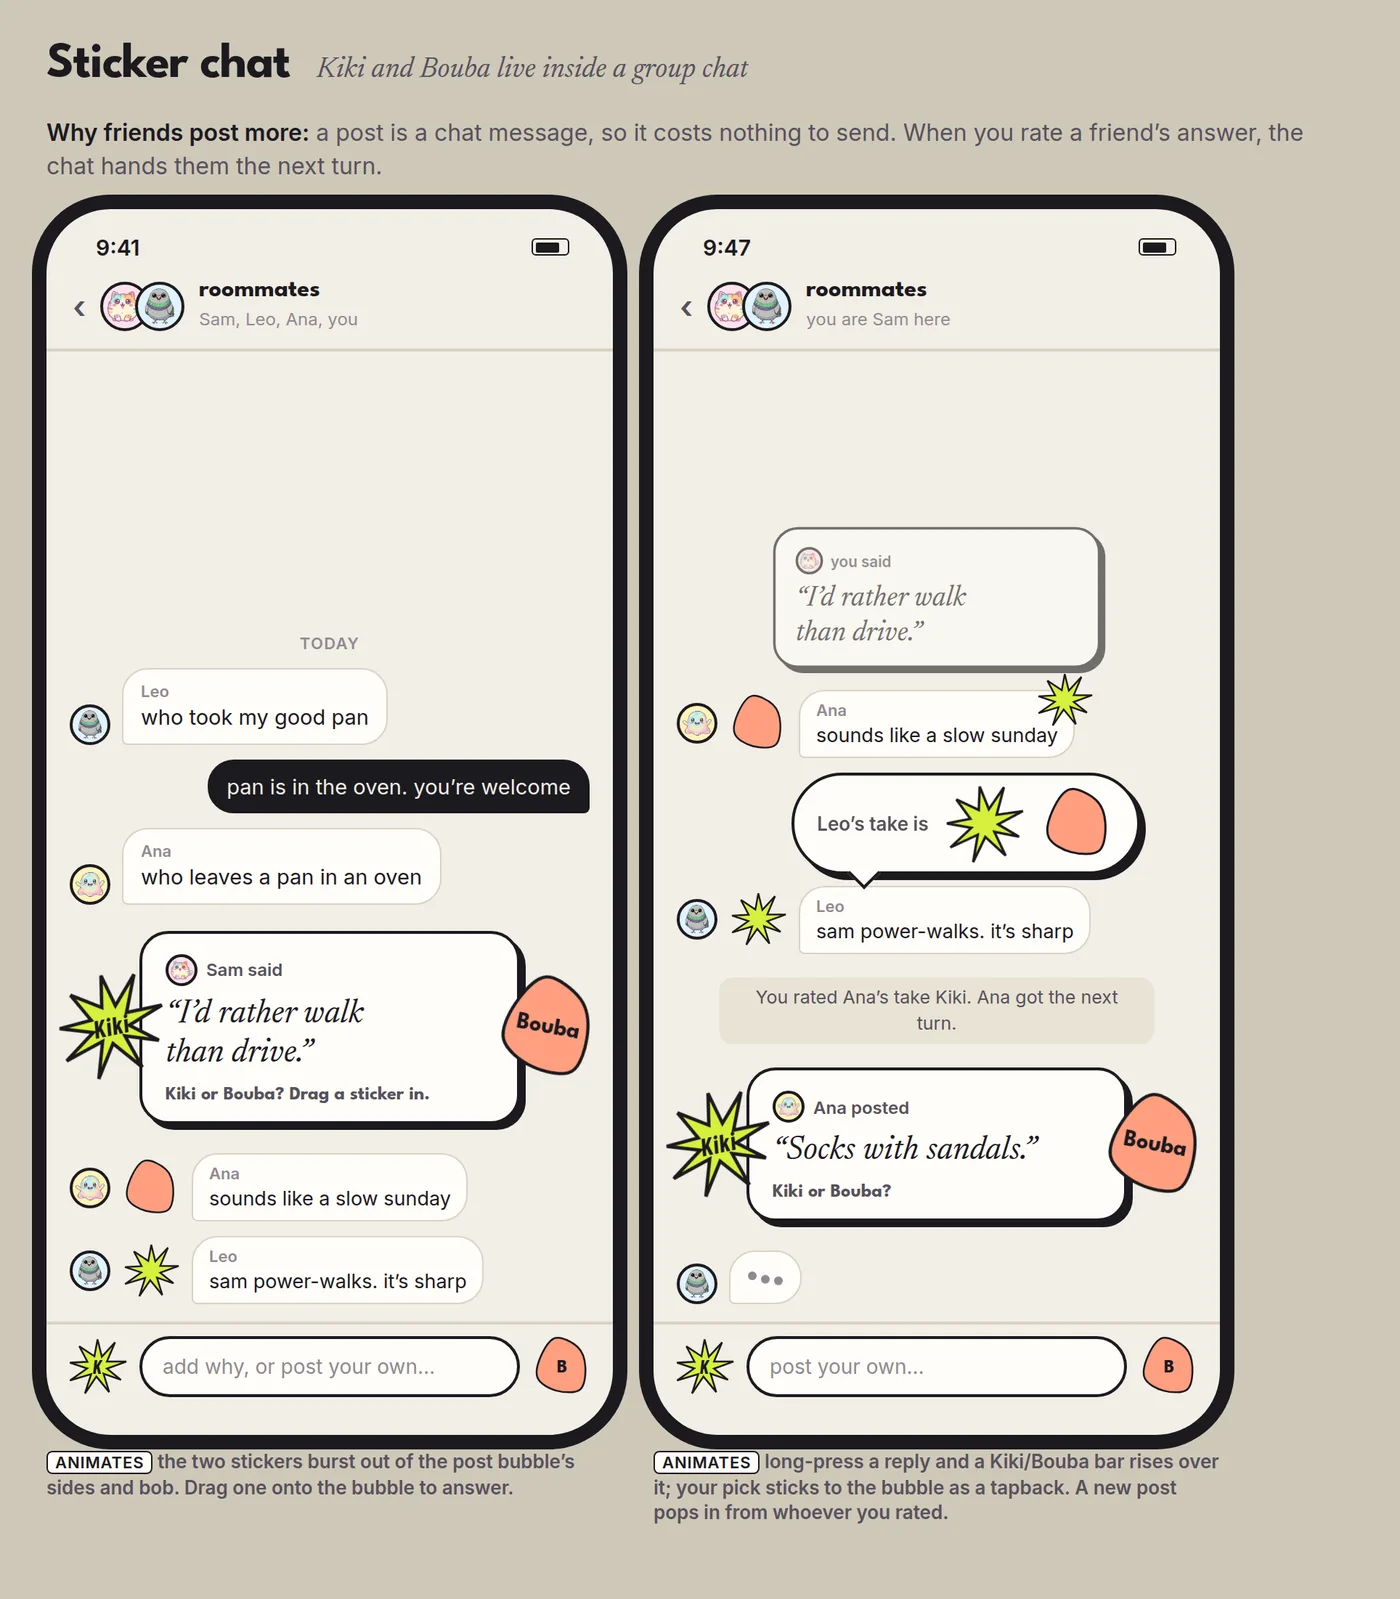 Sticker chat Kiki and Bouba live inside a group chat
Why friends post more: a post is a chat message, so it costs nothing to send. When you rate a friend’s answer, the
chat hands them the next turn.
9:41
roommates
Sam, Leo, Ana, you
TODAY
Leo
who took my good pan
pan is in the oven. you’re welcome
Ana
who leaves a pan in an oven
Sam said
“I’d rather walk
than drive.”
Kiki or Bouba? Drag a sticker in.
Kiki
Bouba
Ana
sounds like a slow sunday
Leo
sam power-walks. it’s sharp
K
add why, or post your own...
B
ANIMATES the two stickers burst out of the post bubble’s
sides and bob. Drag one onto the bubble to answer.
9:47
roommates
you are Sam here
you said
“I’d rather walk
than drive.”
Ana
sounds like a slow sunday
Leo’s take is
Leo
sam power-walks. it’s sharp
You rated Ana’s take Kiki. Ana got the next
turn.
Ana posted
“Socks with sandals.”
Kiki or Bouba?
Kiki
Bouba
K
post your own...
B
ANIMATES long-press a reply and a Kiki/Bouba bar rises over
it; your pick sticks to the bubble as a tapback. A new post
pops in from whoever you rated.